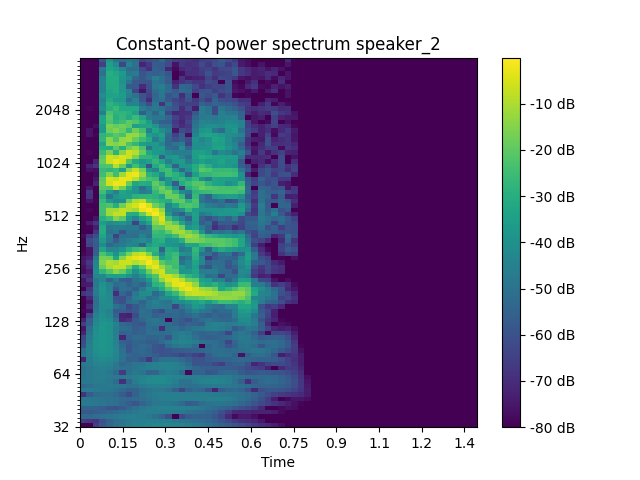 Constant-Q power spectrum speaker_2
Hz
2048
1024
512
256
128
64
32
0 0.15 0.3 0.45 0.6 0.75 0.9 1.1 1.2 1.4
Time
-10 dB
-20 dB
-30 dB
-40 dB
-50 dB
-60 dB
-70 dB
-80 dB